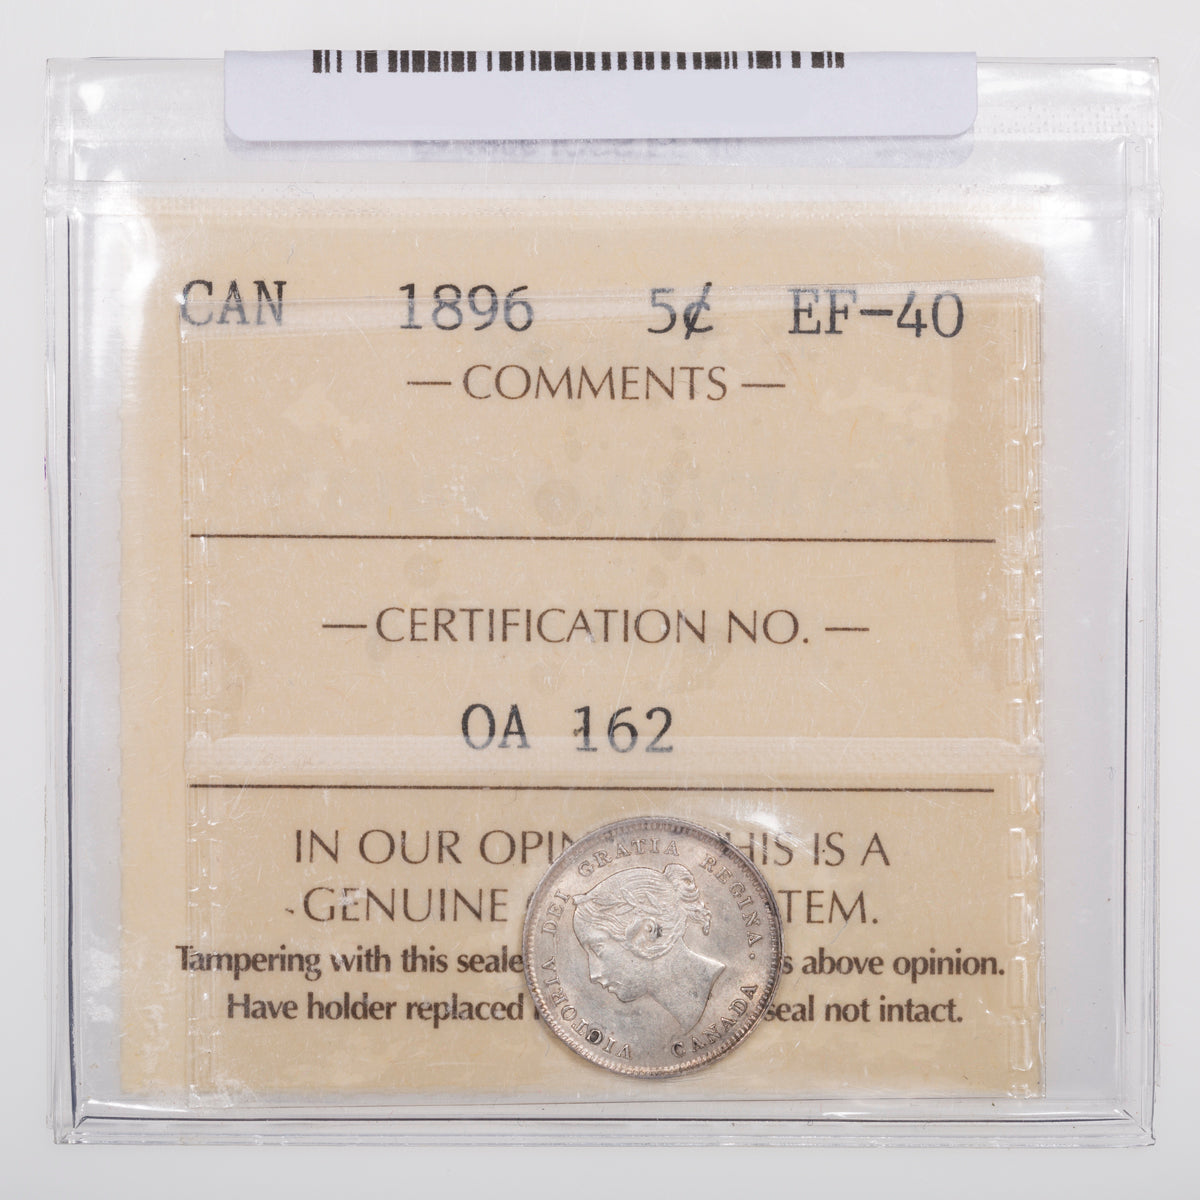 CAN 1896 5¢ EF-40
— COMMENTS —
— CERTIFICATION NO. —
OA 162
IN OUR OPIN THIS IS A
GENUINE TEM.
Tampering with this seale s above opinion.
Have holder replaced seal not intact.
VICTORIA DEI GRATIA REGINA. CANADA